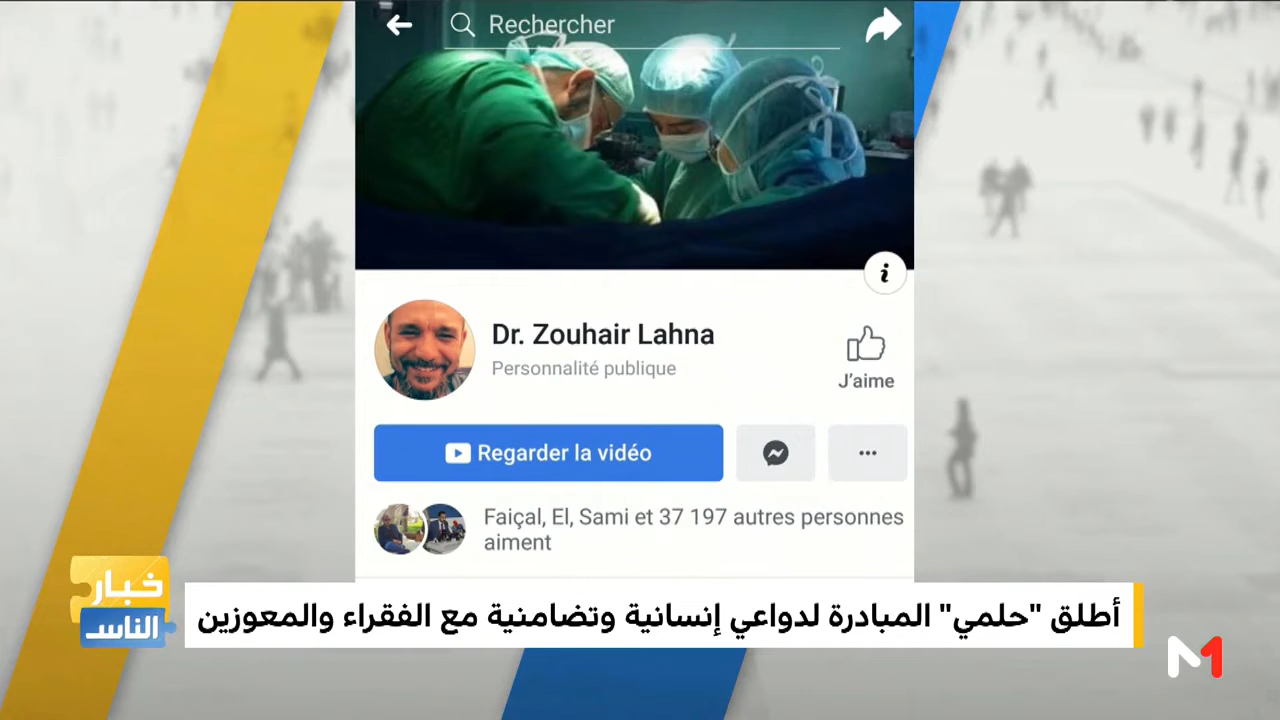 Rechercher
i
Dr. Zouhair Lahna
Personnalité publique
J’aime
Regarder la vidéo
Faiçal, El, Sami et 37 197 autres personnes
aiment
خبار
الناس
أطلق "حلمي" المبادرة لدواعي إنسانية وتضامنية مع الفقراء والمعوزين
M1